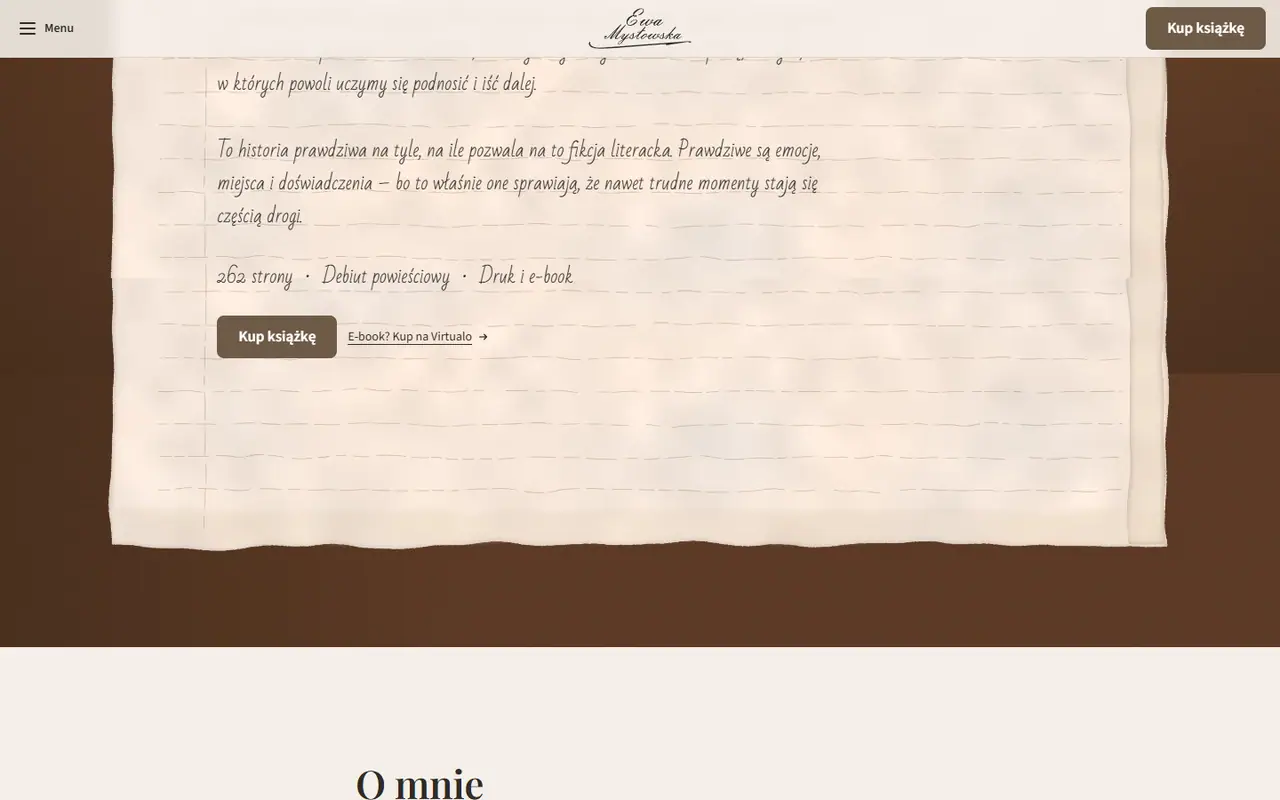 Menu
Ewa
Mysłowska
Kup książkę
w których powoli uczymy się podnosić i iść dalej.
To historia prawdziwa na tyle, na ile pozwala na to fikcja literacka. Prawdziwe są emocje,
miejsca i doświadczenia – bo to właśnie one sprawiają, że nawet trudne momenty stają się
częścią drogi.
262 strony · Debiut powieściowy · Druk i e-book
Kup książkę
E-book? Kup na Virtualo →
O mnie